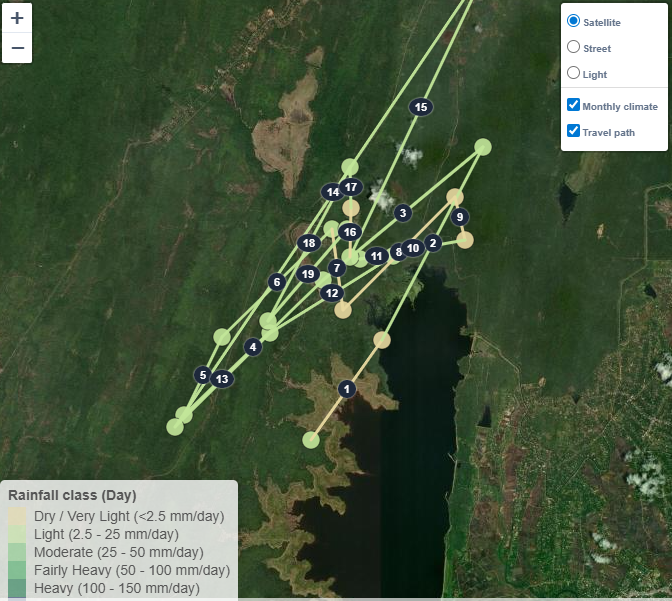 +
−
Satellite
Street
Light
Monthly climate
Travel path
15
14
17
3
9
16
18
2
10
8
11
7
19
6
12
4
5
13
1
Rainfall class (Day)
Dry / Very Light (<2.5 mm/day)
Light (2.5 - 25 mm/day)
Moderate (25 - 50 mm/day)
Fairly Heavy (50 - 100 mm/day)
Heavy (100 - 150 mm/day)